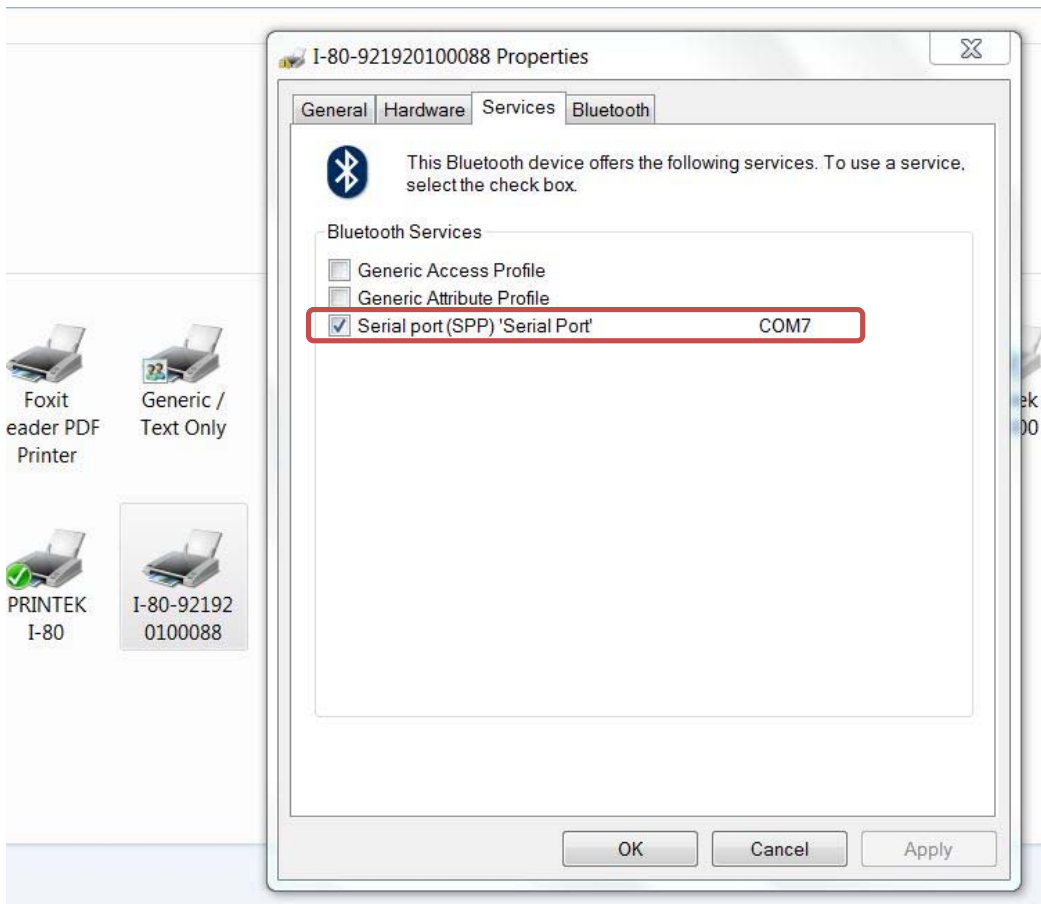 I-80-921920100088 Properties
General Hardware Services Bluetooth
This Bluetooth device offers the following services. To use a service,
select the check box.
Bluetooth Services
Generic Access Profile
Generic Attribute Profile
Serial port (SPP) 'Serial Port' COM7
Foxit
eader PDF
Printer
Generic /
Text Only
ek
00
PRINTEK
I-80
I-80-92192
0100088
OK Cancel Apply